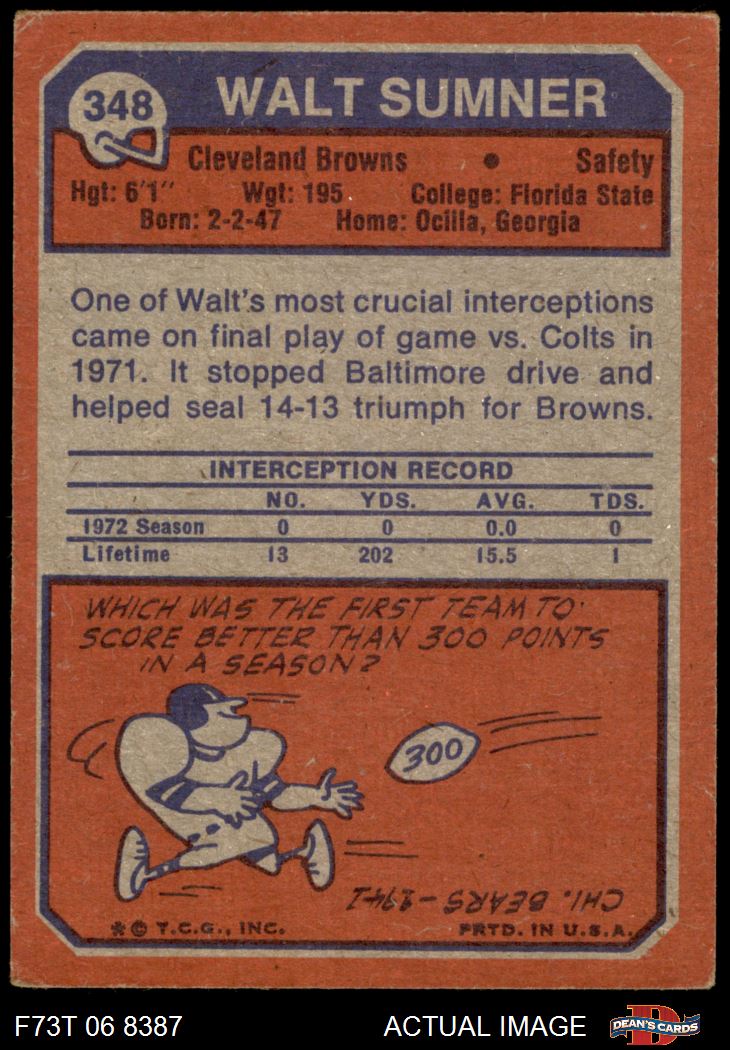 348
WALT SUMNER
Cleveland Browns • Safety
Hgt: 6'1" Wgt: 195 College: Florida State
Born: 2-2-47 Home: Ocilla, Georgia
One of Walt's most crucial interceptions
came on final play of game vs. Colts in
1971. It stopped Baltimore drive and
helped seal 14-13 triumph for Browns.
INTERCEPTION RECORD
NO. YDS. AVG. TDS.
1972 Season 0 0 0.0 0
Lifetime 13 202 15.5 1
WHICH WAS THE FIRST TEAM TO
SCORE BETTER THAN 300 POINTS
IN A SEASON?
300
CHI. BEARS-1941
*© T.C.G., INC. PRTD. IN U.S.A.
F73T 06 8387 ACTUAL IMAGE
D
DEAN'S CARDS